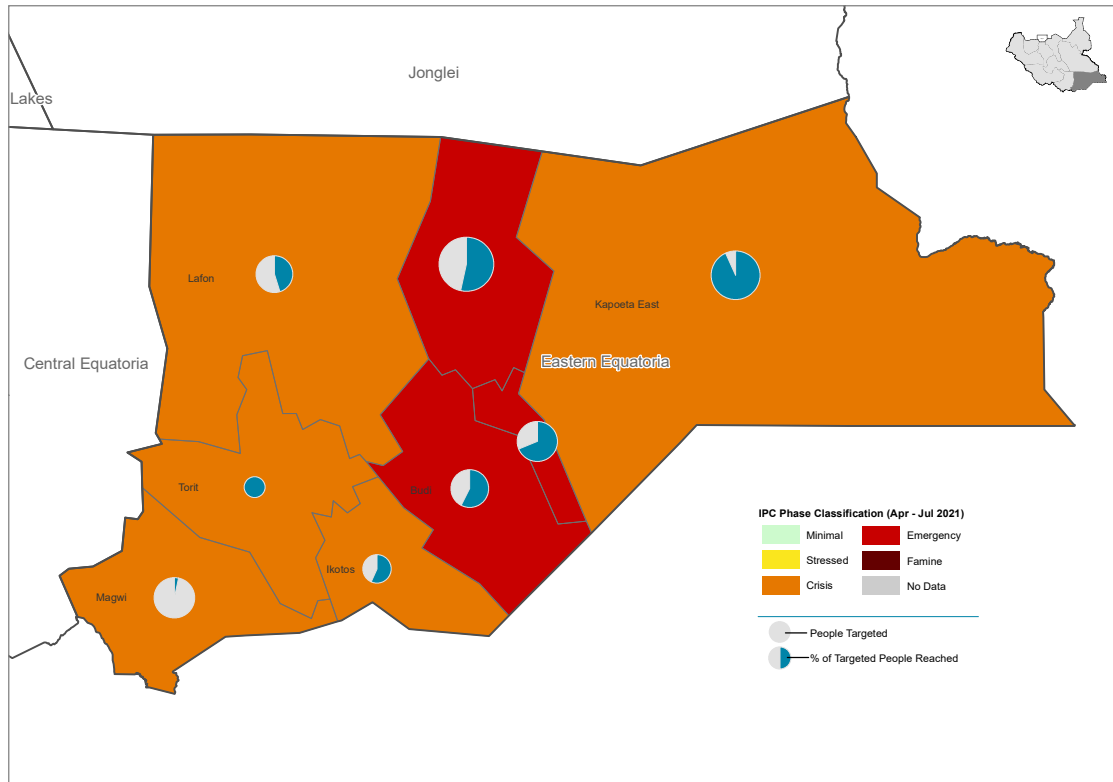 Jonglei
Lakes
Lafon
Kapoeta East
Central Equatoria
Eastern Equatoria
Torit
Ikotos
Magwi
IPC Phase Classification (Apr - Jul 2021)
Minimal
Emergency
Stressed
Famine
Crisis
No Data
People Targeted
% of Targeted People Reached